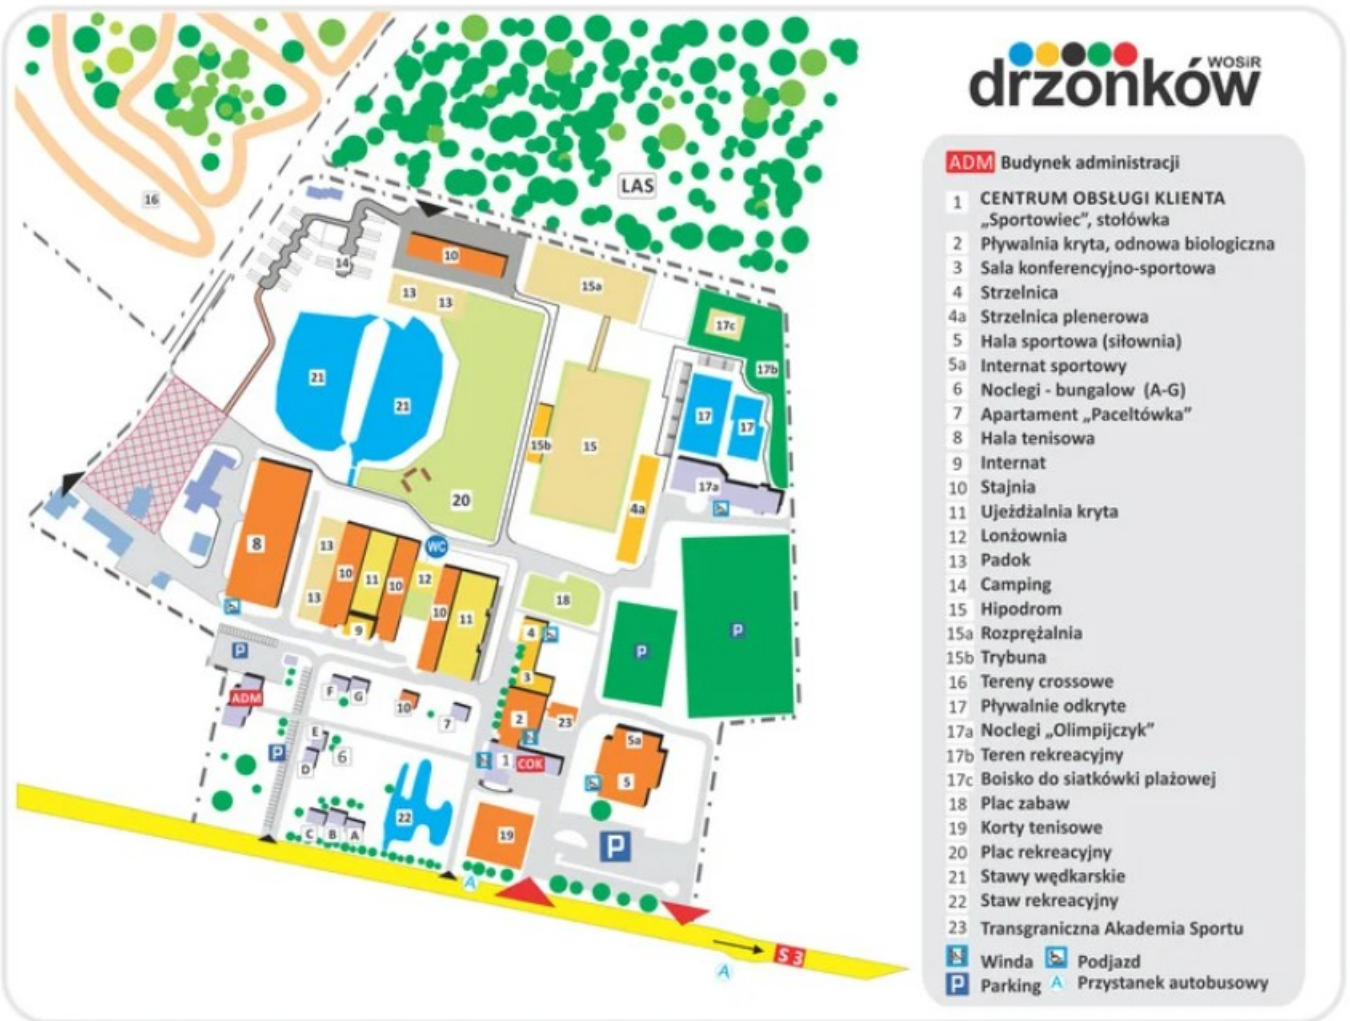 WOSiR
drzonków
ADM Budynek administracji
1 CENTRUM OBSŁUGI KLIENTA
„Sportowiec”, stołówka
2 Pływalnia kryta, odnowa biologiczna
3 Sala konferencyjno-sportowa
4 Strzelnica
4a Strzelnica plenerowa
5 Hala sportowa (siłownia)
5a Internat sportowy
6 Noclegi - bungalow (A-G)
7 Apartament „Paceltówka”
8 Hala tenisowa
9 Internat
10 Stajnia
11 Ujeżdżalnia kryta
12 Lonżownia
13 Padok
14 Camping
15 Hipodrom
15a Rozprężalnia
15b Trybuna
16 Tereny crossowe
17 Pływalnie odkryte
17a Noclegi „Olimpijczyk”
17b Teren rekreacyjny
17c Boisko do siatkówki plażowej
18 Plac zabaw
19 Korty tenisowe
20 Plac rekreacyjny
21 Stawy wędkarskie
22 Staw rekreacyjny
23 Transgraniczna Akademia Sportu
Winda Podjazd
P Parking A Przystanek autobusowy
LAS
16
10
14
15a
13 13
17c
17b
21
21
17
17
15b
15
17a
4a
20
8
13
WC
10
11
10
12
13
10
11
9
18
4
P
P
P
3
ADM
F
G
10
7
2
23
E
P
D
6
1
COK
5a
5
22
C
B
A
19
P
A
S 3
A